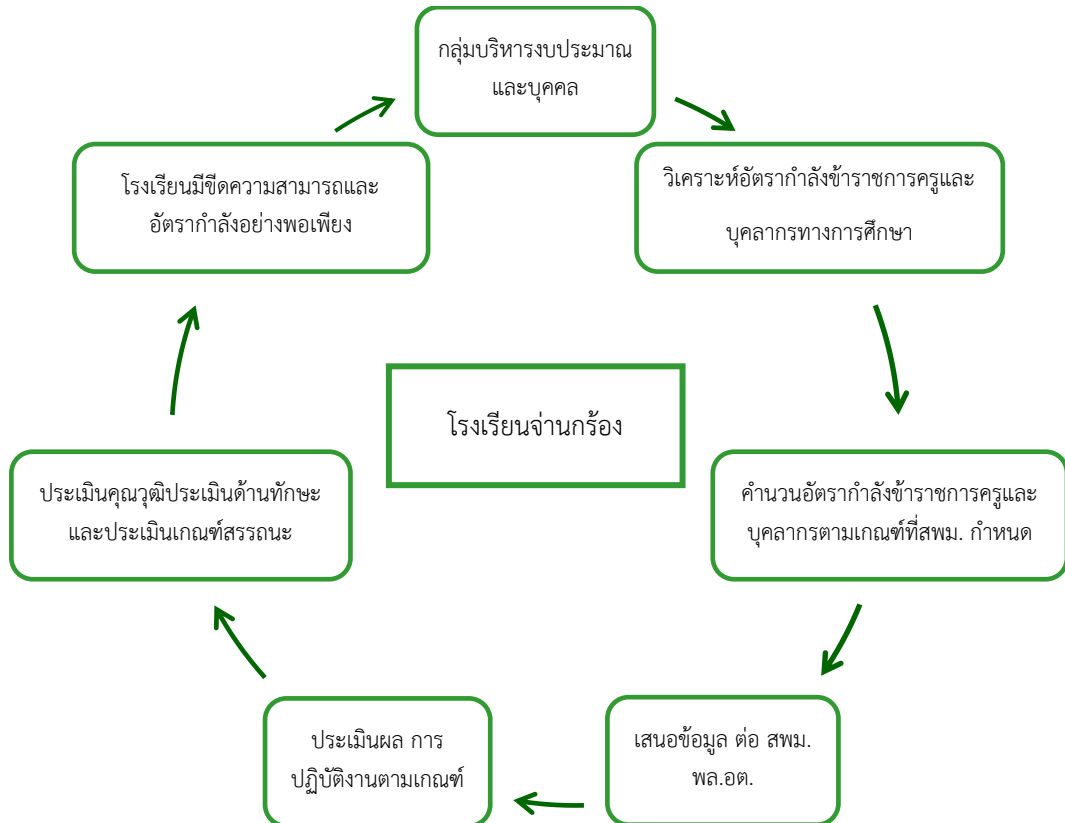 กลุ่มบริหารงบประมาณ
และบุคคล
วิเคราะห์อัตรากำลังข้าราชการครูและ
บุคลากรทางการศึกษา
คำนวนอัตรากำลังข้าราชการครูและ
บุคลากรตามเกณฑ์ที่สพม. กำหนด
เสนอข้อมูล ต่อ สพม.
พล.อต.
ประเมินผล การ
ปฏิบัติงานตามเกณฑ์
ประเมินคุณวุฒิประเมินด้านทักษะ
และประเมินเกณฑ์สรรถนะ
โรงเรียนมีขีดความสามารถและ
อัตรากำลังอย่างพอเพียง
โรงเรียนจ่านกร้อง